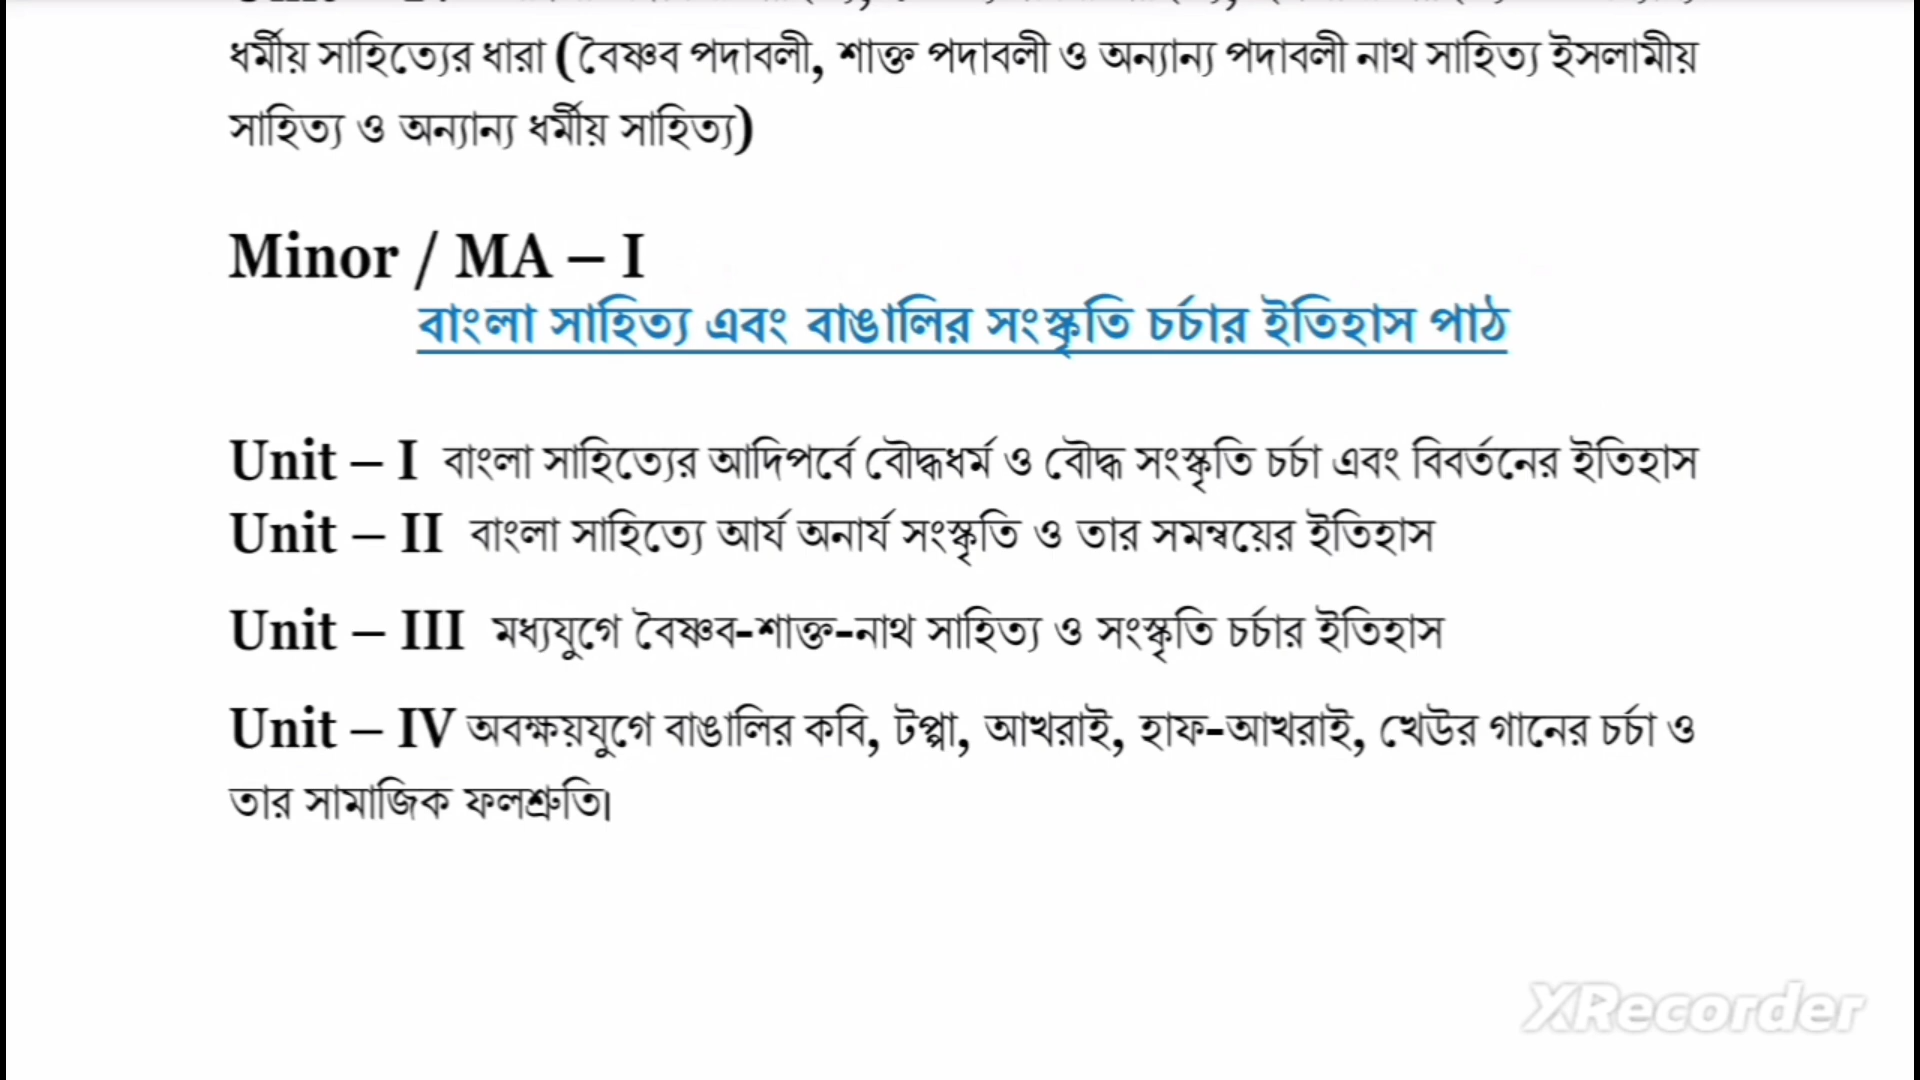 ধর্মীয় সাহিত্যের ধারা (বৈষ্ণব পদাবলী, শাক্ত পদাবলী ও অন্যান্য পদাবলী নাথ সাহিত্য ইসলামীয়
সাহিত্য ও অন্যান্য ধর্মীয় সাহিত্য)
Minor / MA – I
বাংলা সাহিত্য এবং বাঙালির সংস্কৃতি চর্চার ইতিহাস পাঠ
Unit – I বাংলা সাহিত্যের আদিপর্বে বৌদ্ধধর্ম ও বৌদ্ধ সংস্কৃতি চর্চা এবং বিবর্তনের ইতিহাস
Unit – II বাংলা সাহিত্যে আর্য অনার্য সংস্কৃতি ও তার সমন্বয়ের ইতিহাস
Unit – III মধ্যযুগে বৈষ্ণব-শাক্ত-নাথ সাহিত্য ও সংস্কৃতি চর্চার ইতিহাস
Unit – IV অবক্ষয়যুগে বাঙালির কবি, টপ্পা, আখরাই, হাফ-আখরাই, খেউর গানের চর্চা ও
তার সামাজিক ফলশ্রুতি।
XRecorder